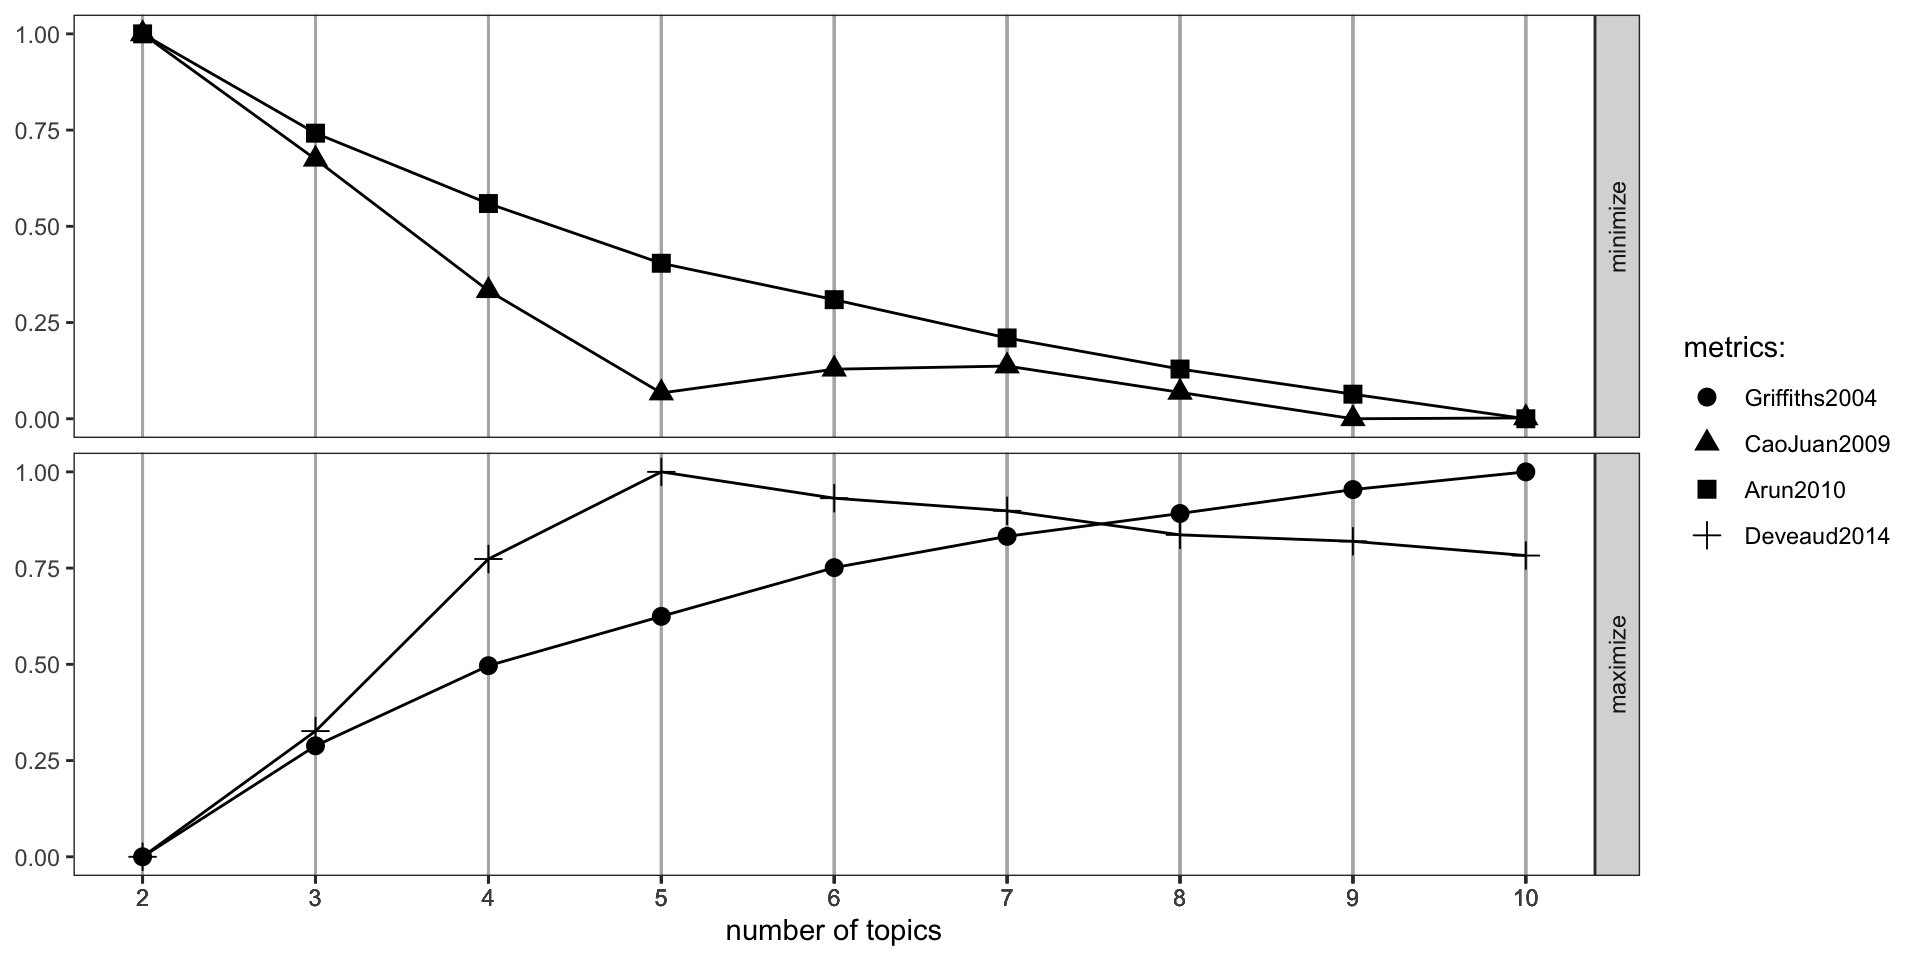 1.00
0.75
0.50
0.25
0.00
minimize
1.00
0.75
0.50
0.25
0.00
maximize
2 3 4 5 6 7 8 9 10
number of topics
metrics:
Griffiths2004
CaoJuan2009
Arun2010
Deveaud2014